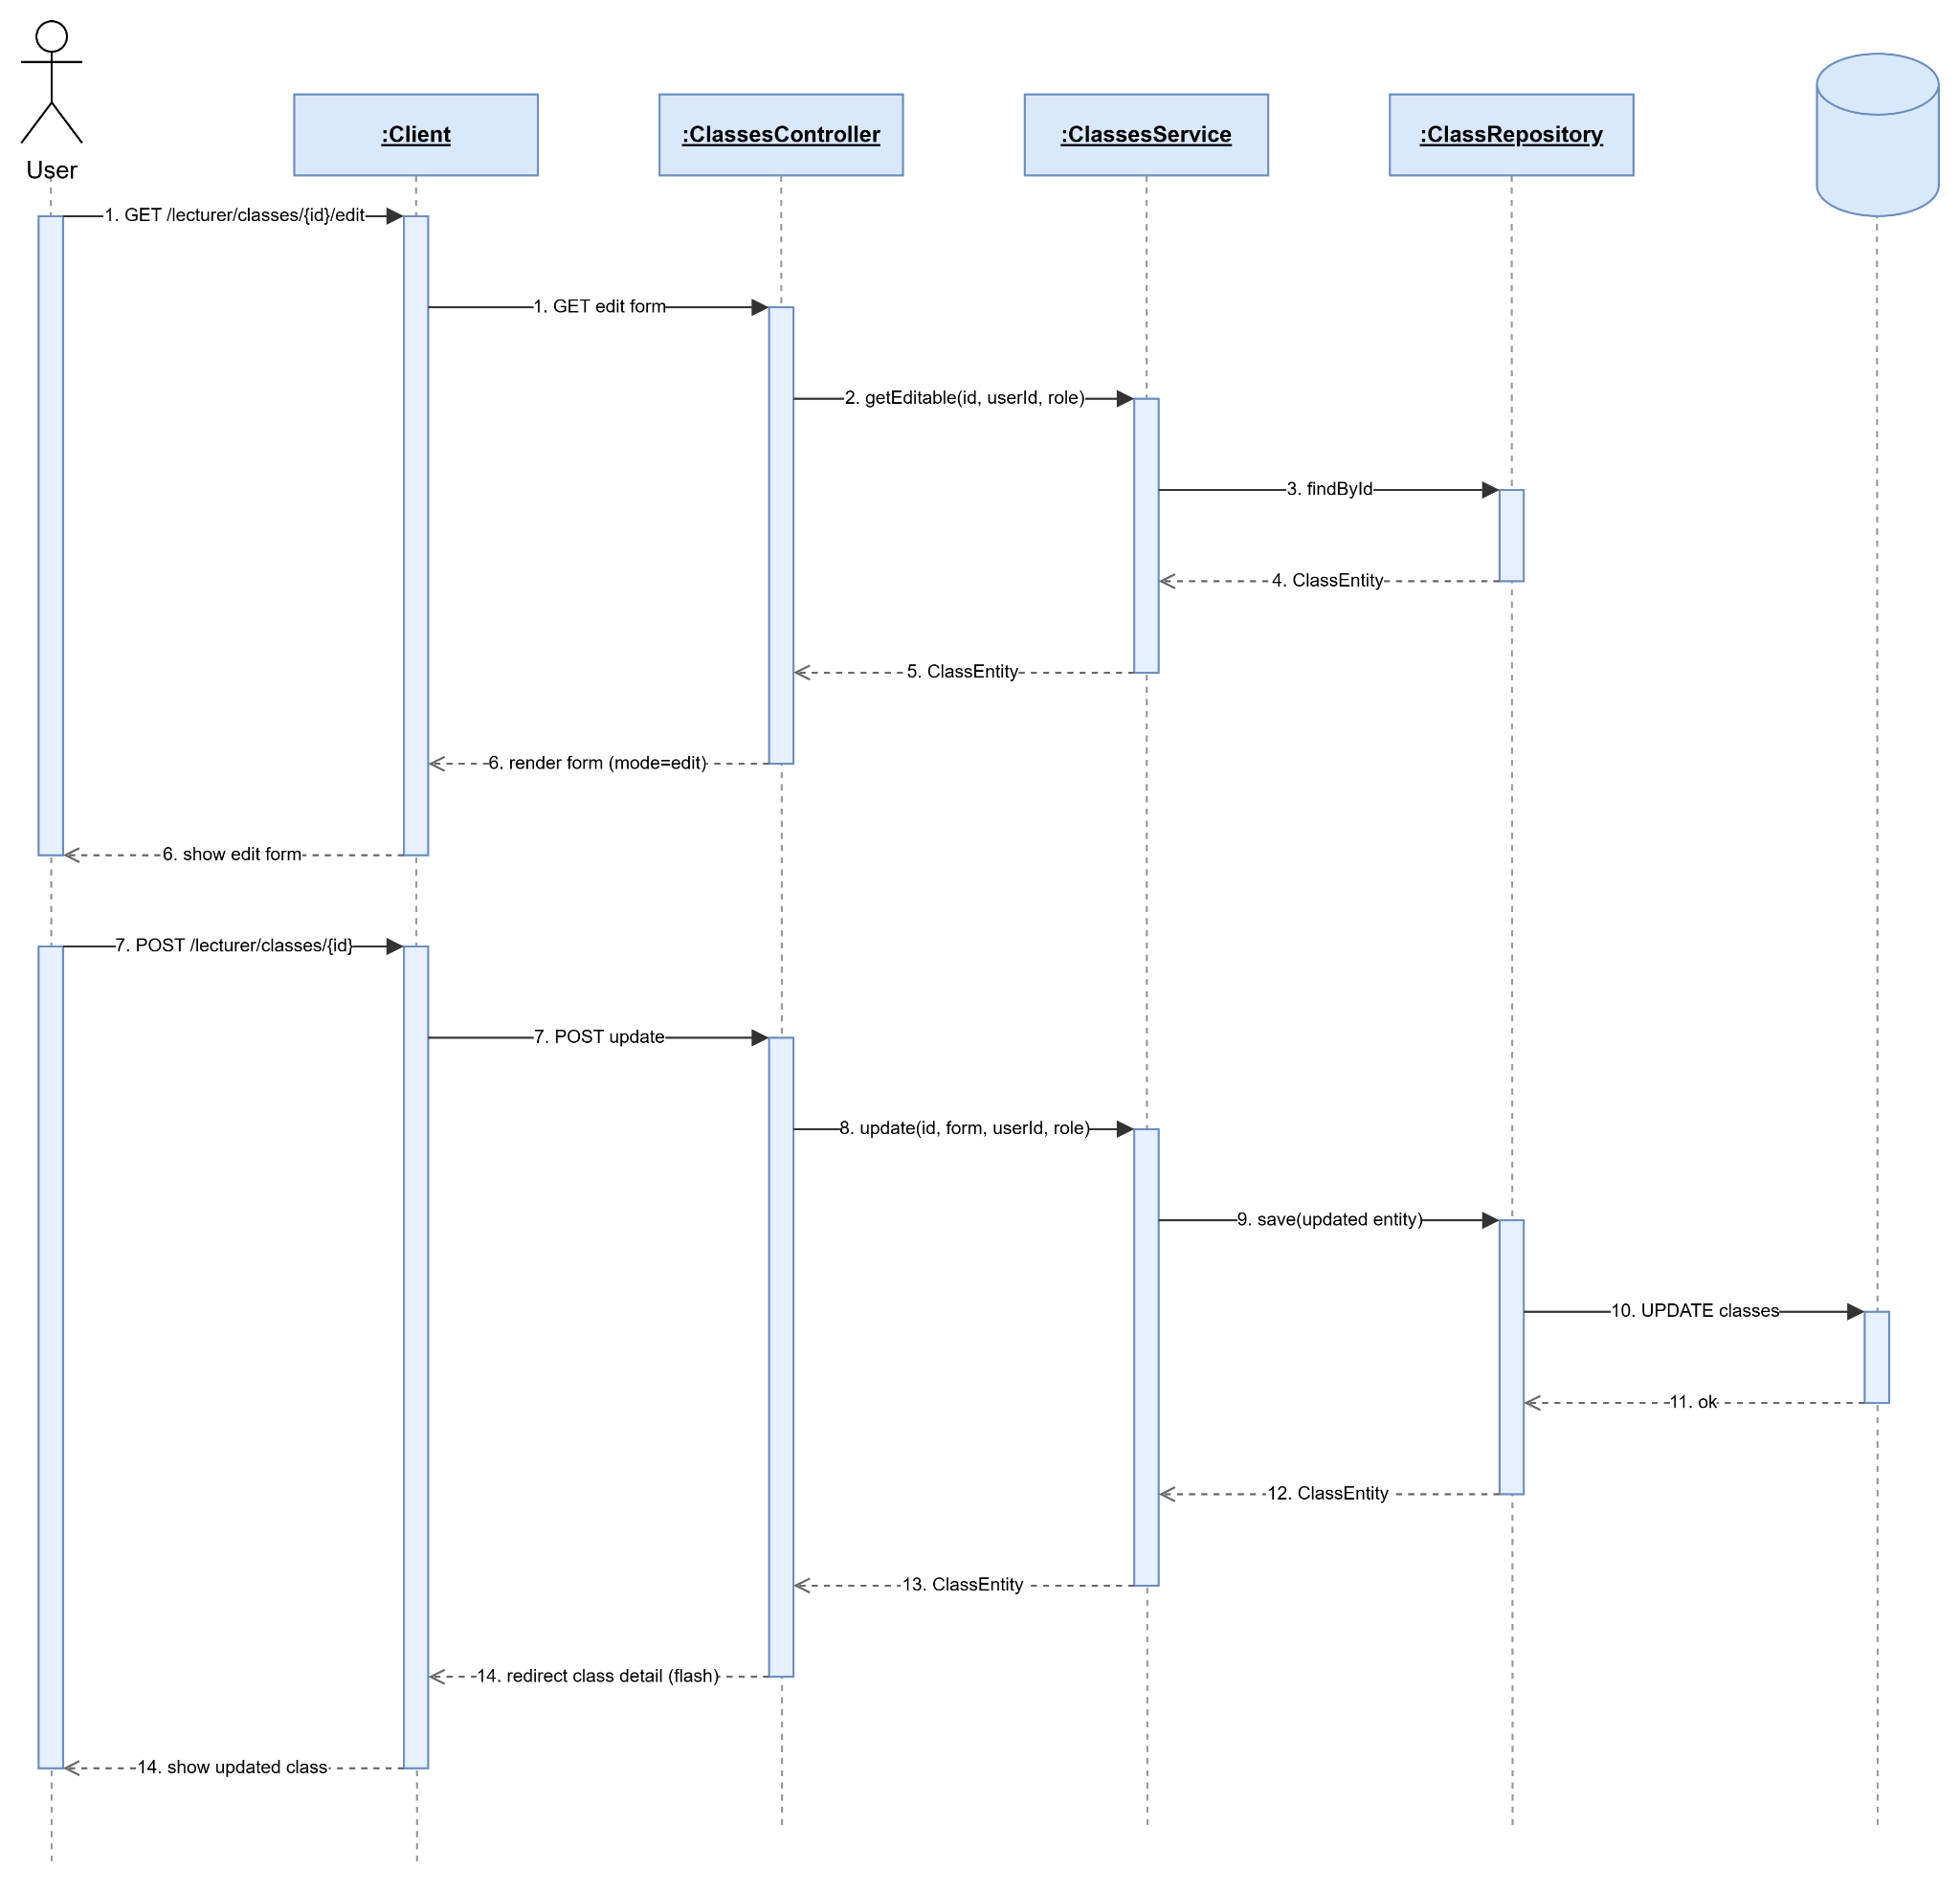 User
:Client
:ClassesController
:ClassesService
:ClassRepository
1. GET /lecturer/classes/{id}/edit
1. GET edit form
2. getEditable(id, userId, role)
3. findById
4. ClassEntity
5. ClassEntity
6. render form (mode=edit)
6. show edit form
7. POST /lecturer/classes/{id}
7. POST update
8. update(id, form, userId, role)
9. save(updated entity)
10. UPDATE classes
11. ok
12. ClassEntity
13. ClassEntity
14. redirect class detail (flash)
14. show updated class